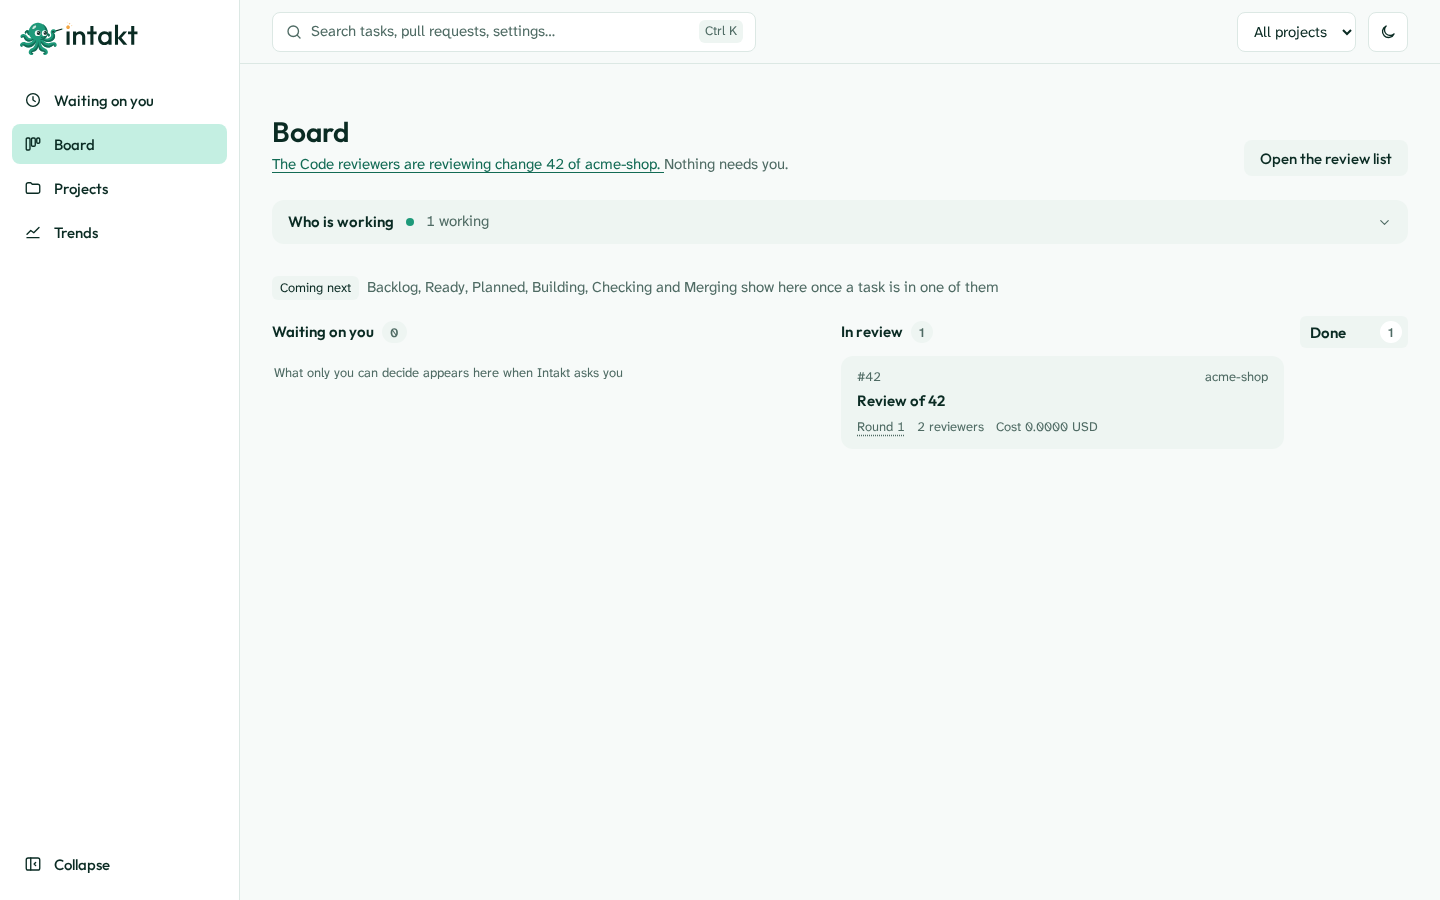 intakt
Search tasks, pull requests, settings...
Ctrl K
All projects
Waiting on you
Board
Projects
Trends
Collapse
Board
The Code reviewers are reviewing change 42 of acme-shop. Nothing needs you.
Open the review list
Who is working
1 working
Coming next
Backlog, Ready, Planned, Building, Checking and Merging show here once a task is in one of them
Waiting on you 0
What only you can decide appears here when Intakt asks you
In review 1
#42
acme-shop
Review of 42
Round 1 2 reviewers Cost 0.0000 USD
Done 1